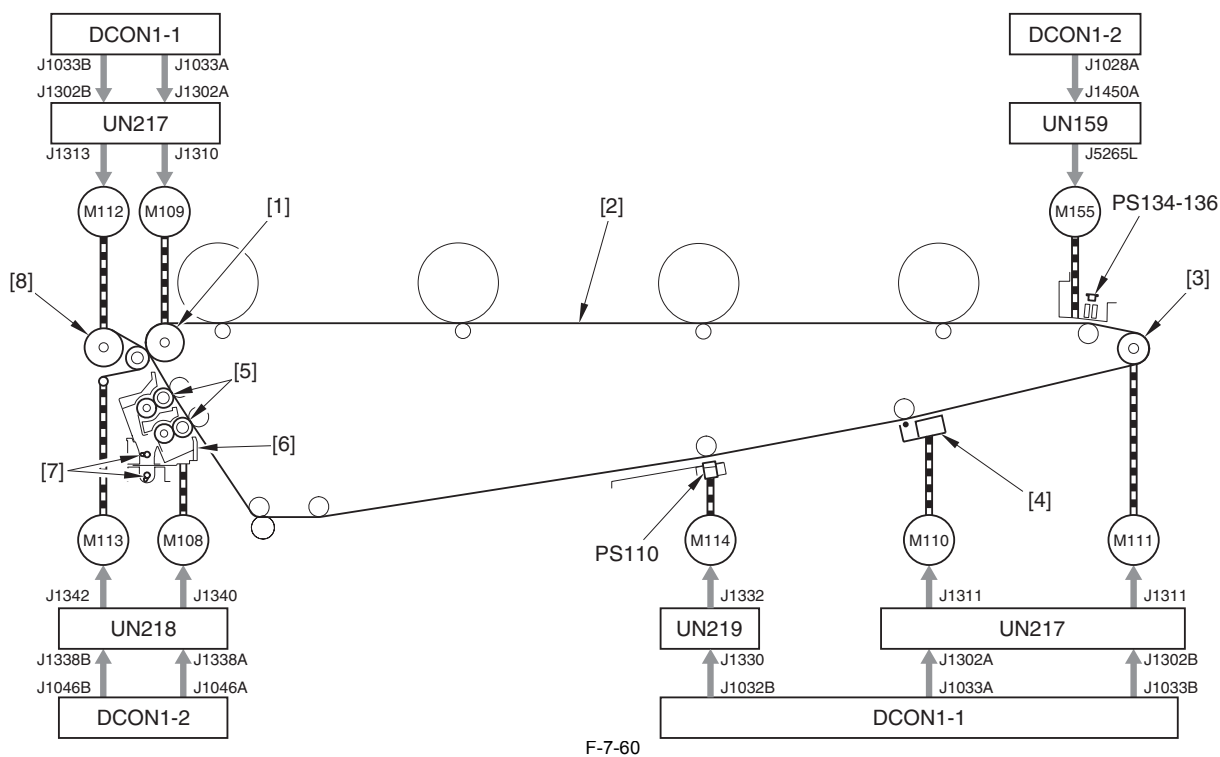 DCON1-1
DCON1-2
J1033B
J1033A
J1028A
J1302B
J1302A
J1450A
UN217
UN159
J1313
J1310
J5265L
M112
M109
[1]
[2]
M155
PS134-136
[8]
[3]
[5]
[6]
[7]
[4]
M113
M108
PS110
M114
M110
M111
J1342
J1340
J1332
J1311
J1311
UN218
UN219
UN217
J1338B
J1338A
J1330
J1302A
J1302B
J1046B
J1046A
J1032B
J1033A
J1033B
DCON1-2
DCON1-1
F-7-60